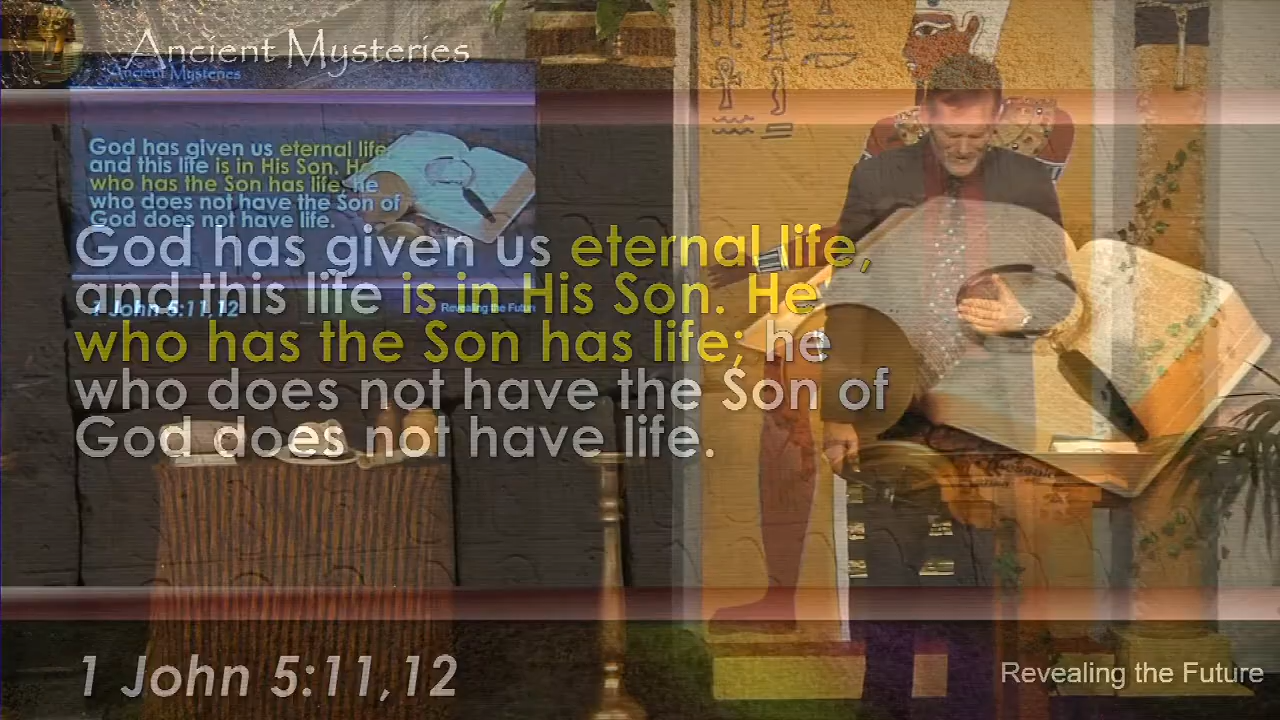 Ancient Mysteries
Ancient Mysteries
God has given us eternal life,
and this life is in His Son. He
who has the Son has life; he
who does not have the Son of
God does not have life.
1 John 5:11,12
Revealing the Futur
God has given us eternal life,
and this life is in His Son. He
who has the Son has life; he
who does not have the Son of
God does not have life.
1 John 5:11,12
Revealing the Future